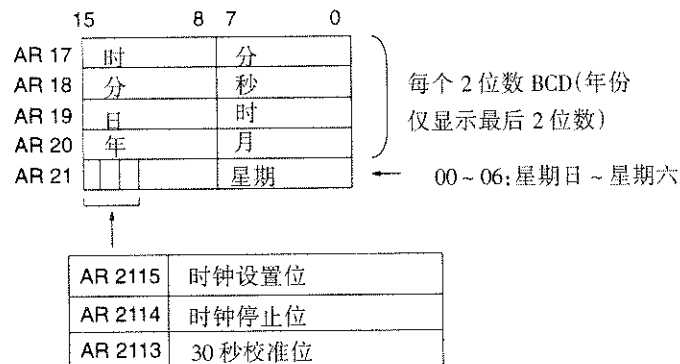 15 8 7 0
AR 17 时 分
AR 18 分 秒
AR 19 日 时
AR 20 年 月
AR 21 星期
每个 2 位数 BCD(年份
仅显示最后 2 位数)
00~06:星期日~星期六
AR 2115 时钟设置位
AR 2114 时钟停止位
AR 2113 30 秒校准位